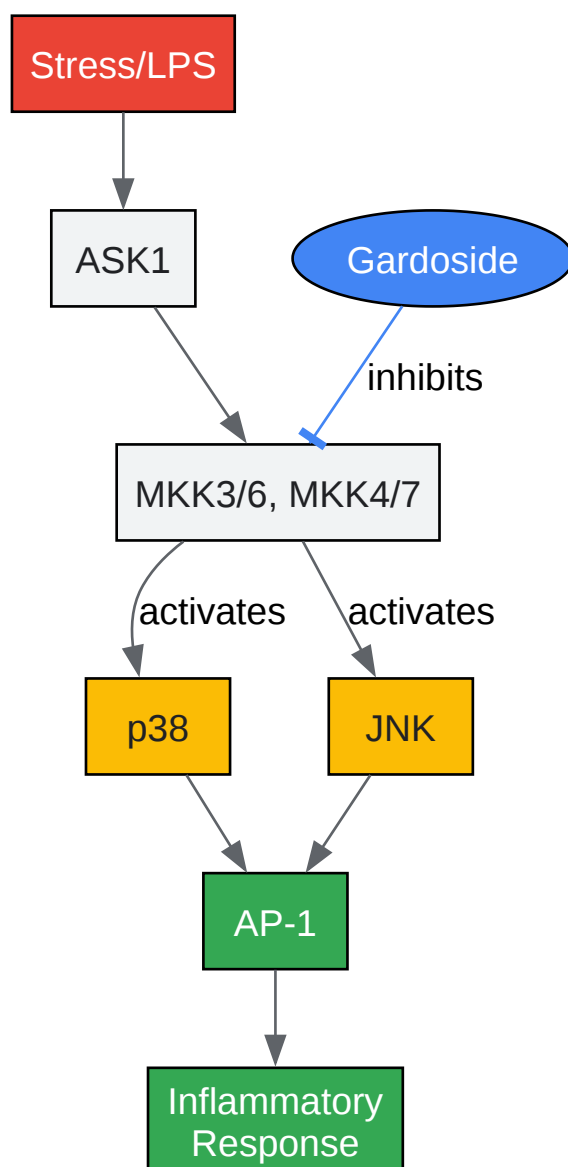 Stress/LPS
ASK1
Gardoside
inhibits
MKK3/6, MKK4/7
activates
activates
p38
JNK
AP-1
Inflammatory
Response